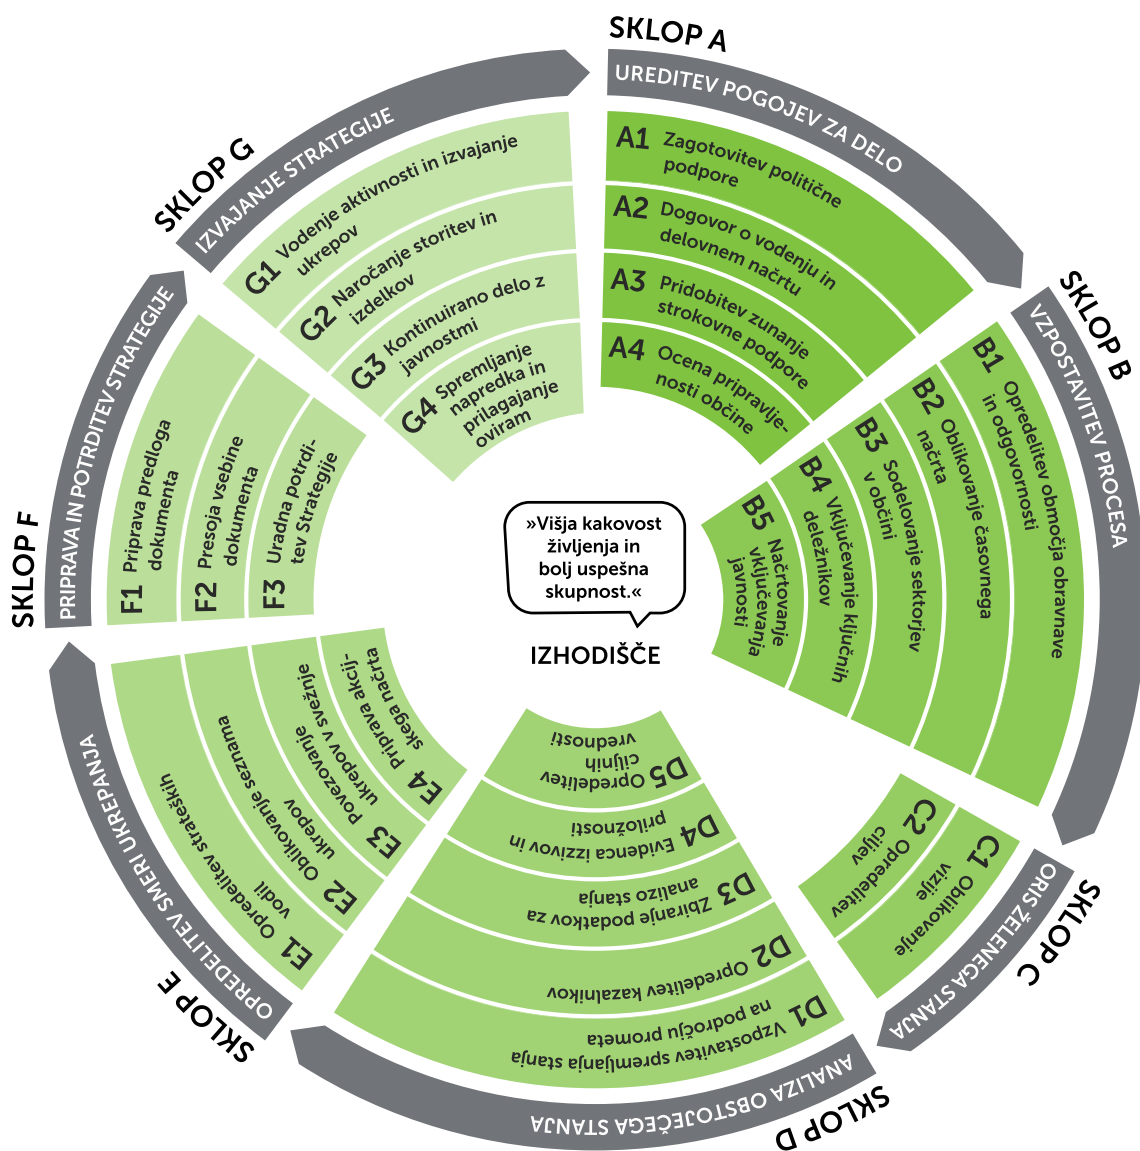 SKLOP A
UREDITEV POGOJEV ZA DELO
A1 Zagotovitev politične
podpore
A2 Dogovor o vodenju in
delovnem načrtu
A3 Pridobitev zunanje
strokovne podpore
A4 Ocena pripravlje-
nosti občine
SKLOP B
VZPOSTAVITEV PROCESA
B1 Opredelitev območja obravnave
in odgovornosti
B2 Oblikovanje časovnega
načrta
B3 Sodelovanje sektorjev
v občini
B4 Vključevanje ključnih
deležnikov
B5 Načrtovanje
vključevanja
javnosti
SKLOP C
ORIS ŽELENEGA STANJA
C1 Oblikovanje
vizije
C2 Opredelitev
ciljev
SKLOP D
ANALIZA OBSTOJEČEGA STANJA
D1 Vzpostavitev spremljanja stanja
na področju prometa
D2 Opredelitev kazalnikov
D3 Zbiranje podatkov za
analizo stanja
D4 Evidenca izzivov in
priložnosti
D5 Opredelitev
ciljnih
vrednosti
SKLOP E
OPREDELITEV SMERI UKREPANJA
E1 Opredelitev strateških
vodil
E2 Oblikovanje seznama
ukrepov
E3 Povezovanje
ukrepov v svežnje
E4 Priprava akcij-
skega načrta
SKLOP F
PRIPRAVA IN POTRDITEV STRATEGIJE
F1 Priprava predloga
dokumenta
F2 Presoja vsebine
dokumenta
F3 Uradna potrdi-
tev Strategije
SKLOP G
IZVAJANJE STRATEGIJE
G1 Vodenje aktivnosti in izvajanje
ukrepov
G2 Naročanje storitev in
izdelkov
G3 Kontinuirano delo z
javnostmi
G4 Spremljanje
napredka in
prilagajanje
oviram
»Višja kakovost
življenja in
bolj uspešna
skupnost.«
IZHODIŠČE